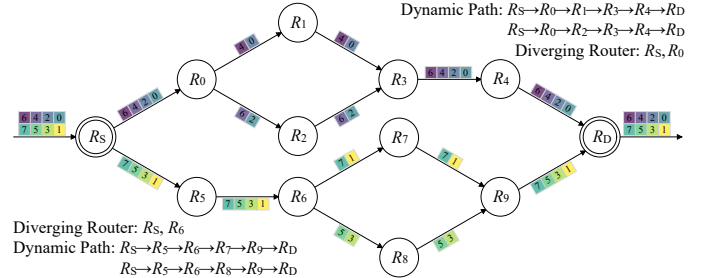 Dynamic Path: RS→R0→R1→R3→R4→RD
RS→R0→R2→R3→R4→RD
Diverging Router: RS, R0
R1
4 0
4 0
R0
R3
6 4 2 0
R4
6 4 2 0
6 2
6 2
6 4 2 0
6 4 2 0
7 5 3 1
RS
R2
RD
6 4 2 0
7 5 3 1
R7
7 5 3 1
7 1
7 1
7 5 3 1
R5
7 5 3 1
R6
R9
5 3
5 3
R8
Diverging Router: RS, R6
Dynamic Path: RS→R5→R6→R7→R9→RD
RS→R5→R6→R8→R9→RD